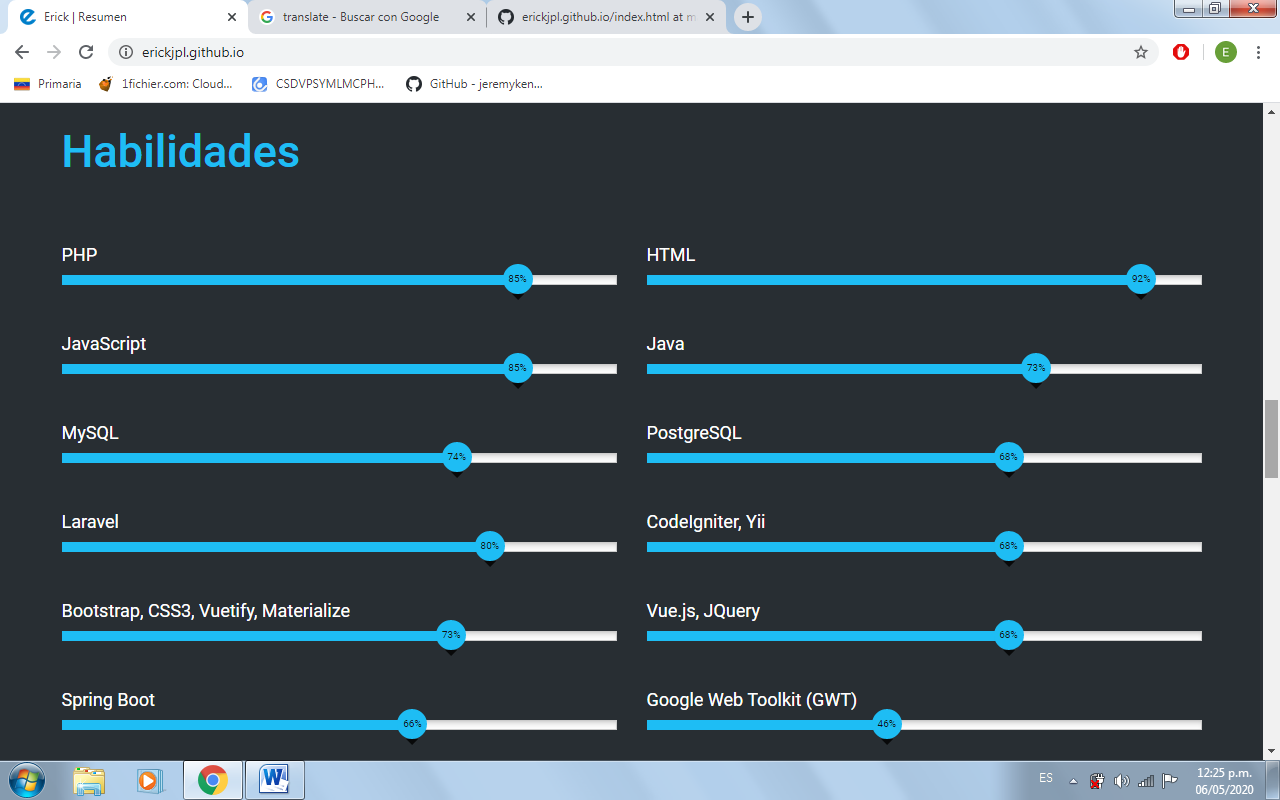 Erick | Resumen
translate - Buscar con Google
erickjpl.github.io/index.html at m
erickjpl.github.io
E
Primaria
1fichier.com: Cloud...
CSDVPSYMLMCPH...
GitHub - jeremyken...
Habilidades
PHP
85%
HTML
92%
JavaScript
85%
Java
73%
MySQL
74%
PostgreSQL
68%
Laravel
80%
CodeIgniter, Yii
68%
Bootstrap, CSS3, Vuetify, Materialize
73%
Vue.js, JQuery
68%
Spring Boot
66%
Google Web Toolkit (GWT)
46%
W
ES
12:25 p.m.
06/05/2020